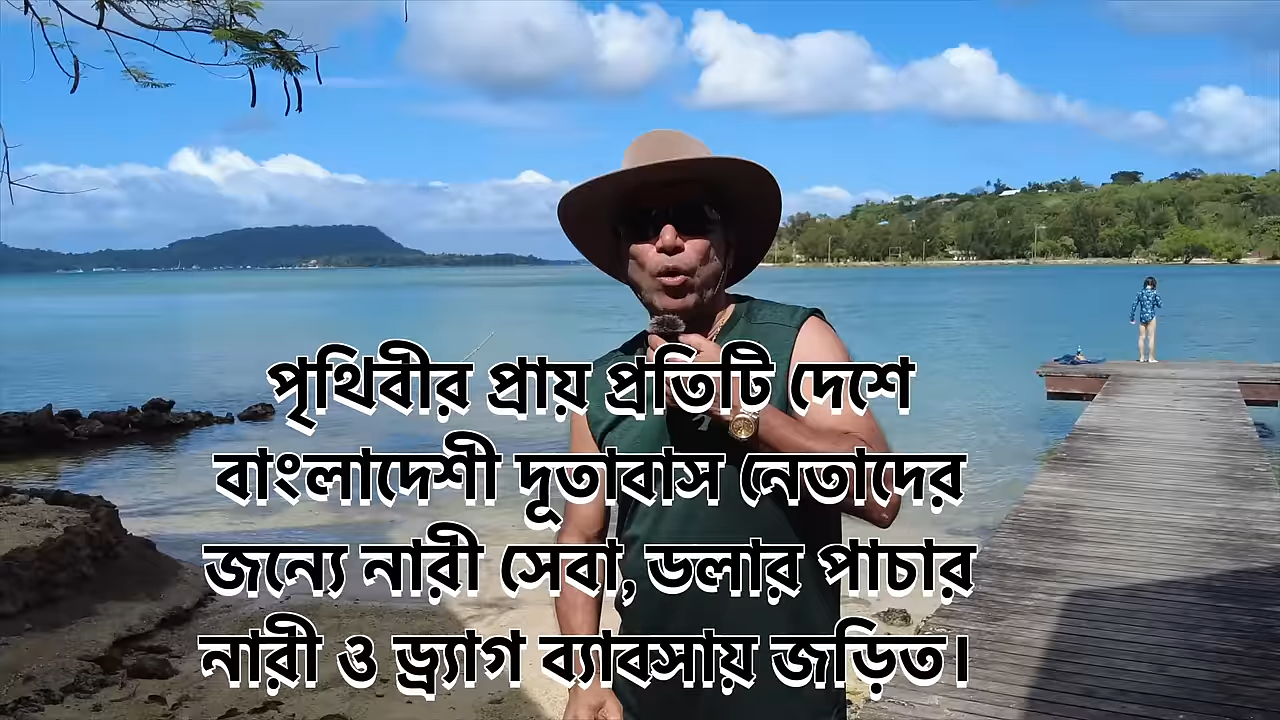 পৃথিবীর প্রায় প্রতিটি দেশে
বাংলাদেশী দূতাবাস নেতাদের
জন্যে নারী সেবা, ডলার পাচার
নারী ও ড্র্যাগ ব্যাবসায় জড়িত।